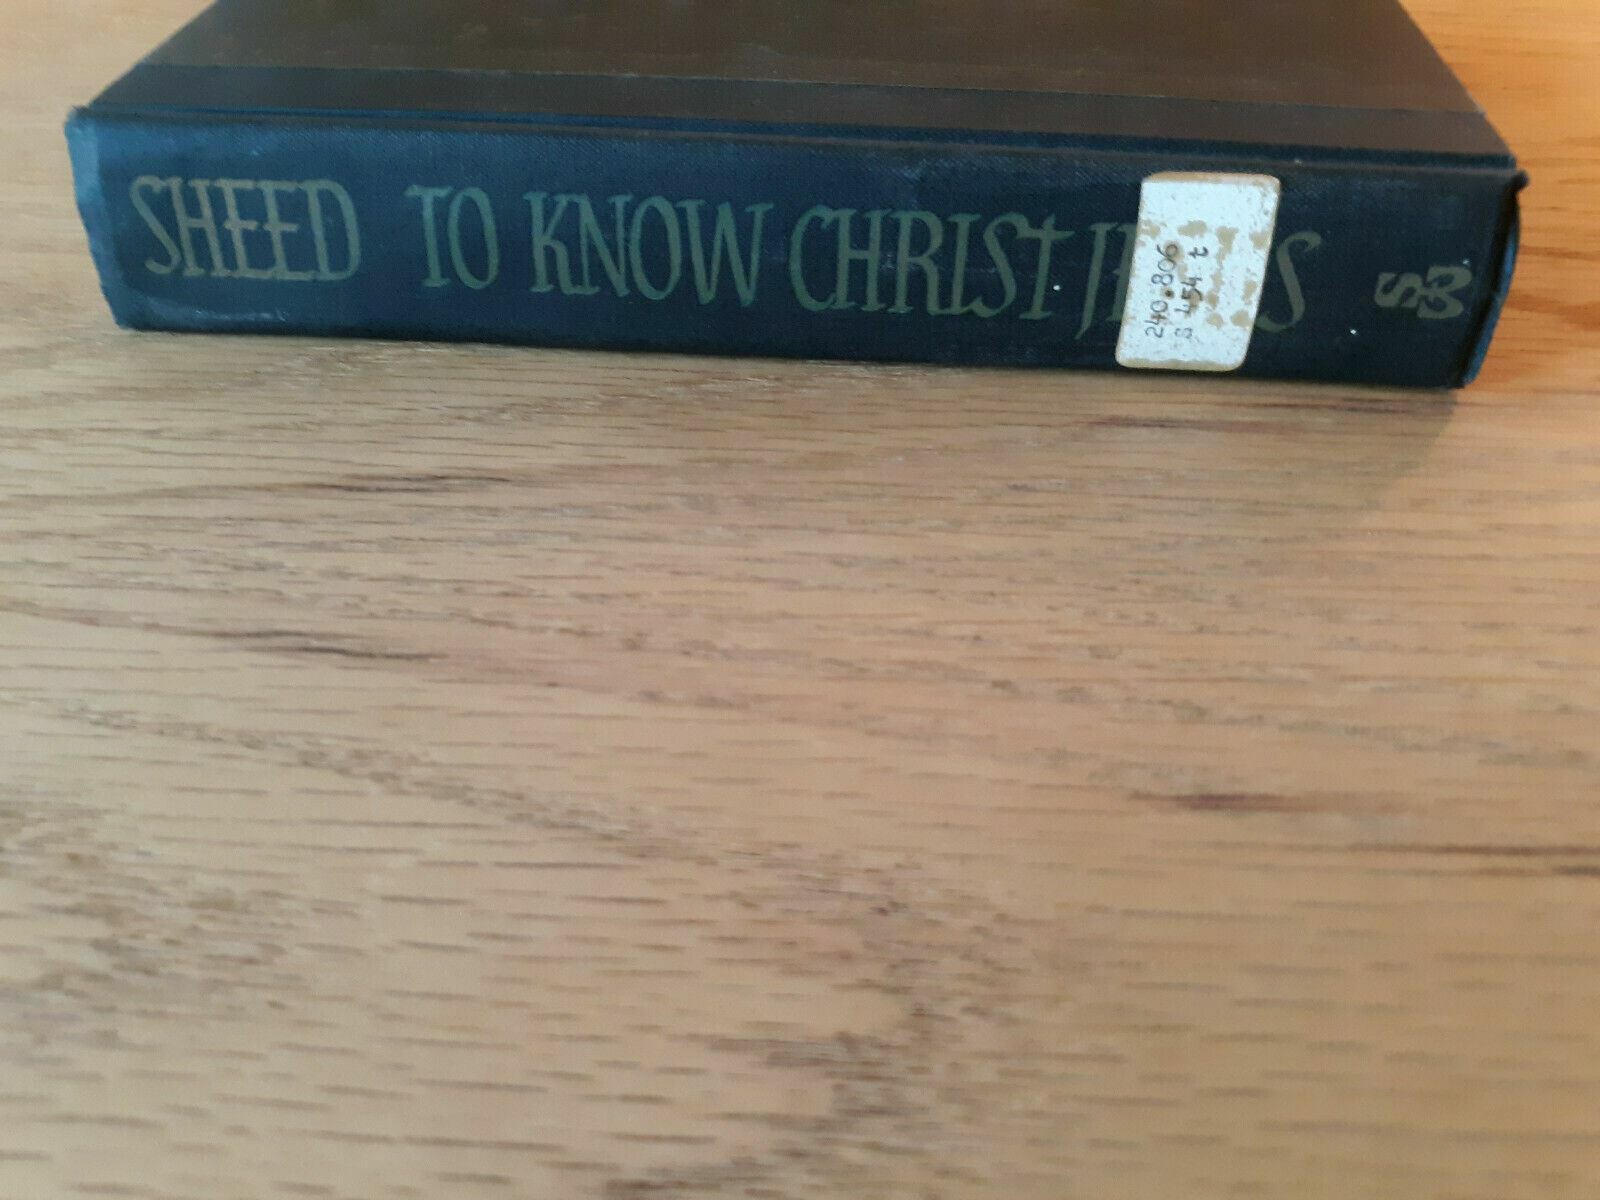 SHEED TO KNOW CHRIST
240.806
S 454 t
S&W